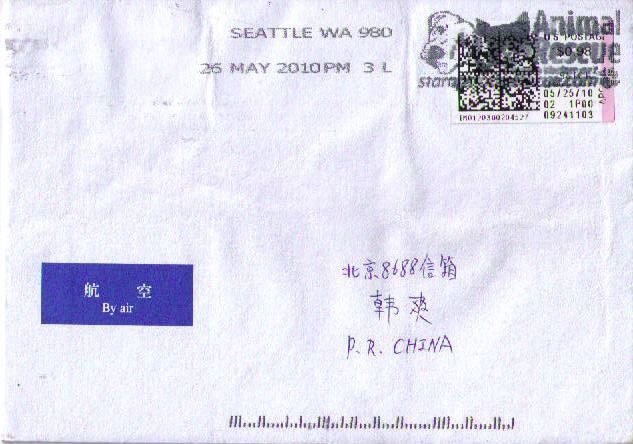 SEATTLE WA 980
26 MAY 2010 PM 3 L
Animal
Rescue
U S POSTAGE
$0.98
05/25/10
02 1P00
09241103
航 空
By air
北京8688信箱
韩爽
P.R. CHINA